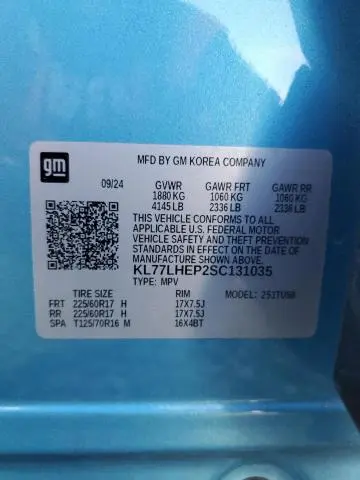 gm
MFD BY GM KOREA COMPANY
09/24 GVWR GAWR FRT GAWR RR
1880 KG 1060 KG 1060 KG
4145 LB 2336 LB 2336 LB
THIS VEHICLE CONFORMS TO ALL
APPLICABLE U.S. FEDERAL MOTOR
VEHICLE SAFETY AND THEFT PREVENTION
STANDARDS IN EFFECT ON THE DATE OF
MANUFACTURE SHOWN ABOVE.
KL77LHEP2SC131035
TYPE: MPV
TIRE SIZE RIM MODEL:
FRT 225/60R17 H 17X7.5J
RR 225/60R17 H 17X7.5J
SPA T125/70R16 M 16X4BT